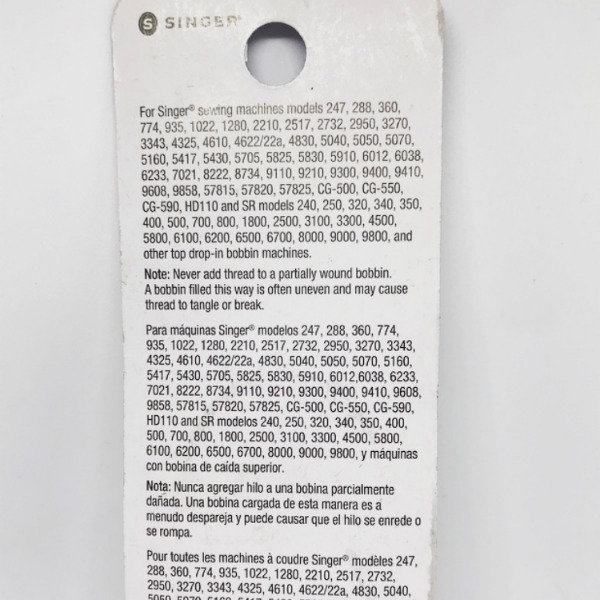 S SINGER®
For Singer® sewing machines models 247, 288, 360,
774, 935, 1022, 1280, 2210, 2517, 2732, 2950, 3270,
3343, 4325, 4610, 4622/22a, 4830, 5040, 5050, 5070,
5160, 5417, 5430, 5705, 5825, 5830, 5910, 6012, 6038,
6233, 7021, 8222, 8734, 9110, 9210, 9300, 9400, 9410,
9608, 9858, 57815, 57820, 57825, CG-500, CG-550,
CG-590, HD110 and SR models 240, 250, 320, 340, 350,
400, 500, 700, 800, 1800, 2500, 3100, 3300, 4500,
5800, 6100, 6200, 6500, 6700, 8000, 9000, 9800, and
other top drop-in bobbin machines.
Note: Never add thread to a partially wound bobbin.
A bobbin filled this way is often uneven and may cause
thread to tangle or break.
Para máquinas Singer® modelos 247, 288, 360, 774,
935, 1022, 1280, 2210, 2517, 2732, 2950, 3270, 3343,
4325, 4610, 4622/22a, 4830, 5040, 5050, 5070, 5160,
5417, 5430, 5705, 5825, 5830, 5910, 6012,6038, 6233,
7021, 8222, 8734, 9110, 9210, 9300, 9400, 9410, 9608,
9858, 57815, 57820, 57825, CG-500, CG-550, CG-590,
HD110 and SR modelos 240, 250, 320, 340, 350, 400,
500, 700, 800, 1800, 2500, 3100, 3300, 4500, 5800,
6100, 6200, 6500, 6700, 8000, 9000, 9800, y máquinas
con bobina de caída superior.
Nota: Nunca agregar hilo a una bobina parcialmente
dañada. Una bobina cargada de esta manera es a
menudo despareja y puede causar que el hilo se enrede o
se rompa.
Pour toutes les machines à coudre Singer® modèles 247,
288, 360, 774, 935, 1022, 1280, 2210, 2517, 2732,
2950, 3270, 3343, 4325, 4610, 4622/22a, 4830, 5040,